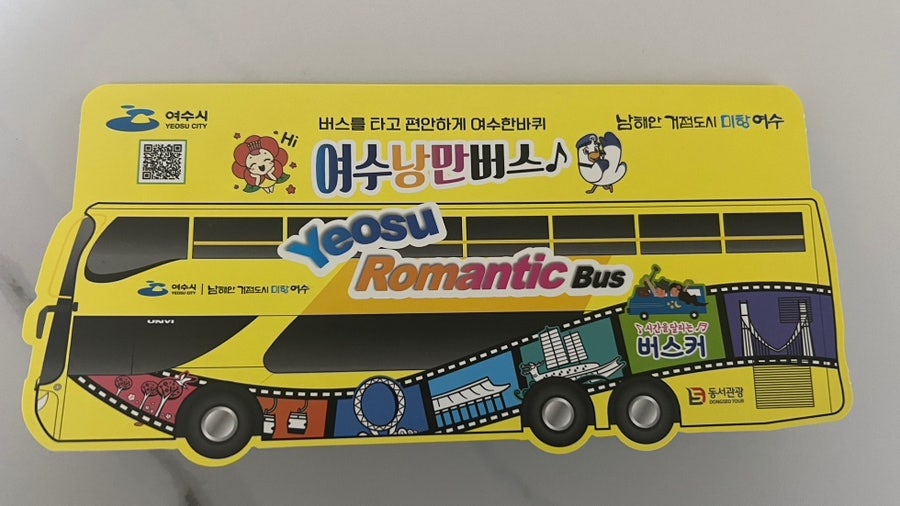 여수시
YEOSU CITY
버스를 타고 편안하게 여수한바퀴
남해안 거점도시 미항 여수
Hi
여수낭만버스♪
Yeosu
Romantic Bus
여수시
YEOSU CITY
남해안 거점도시 미항 여수
UNVI
시간을 달리는
버스커
동서관광
DONGSEO TOUR